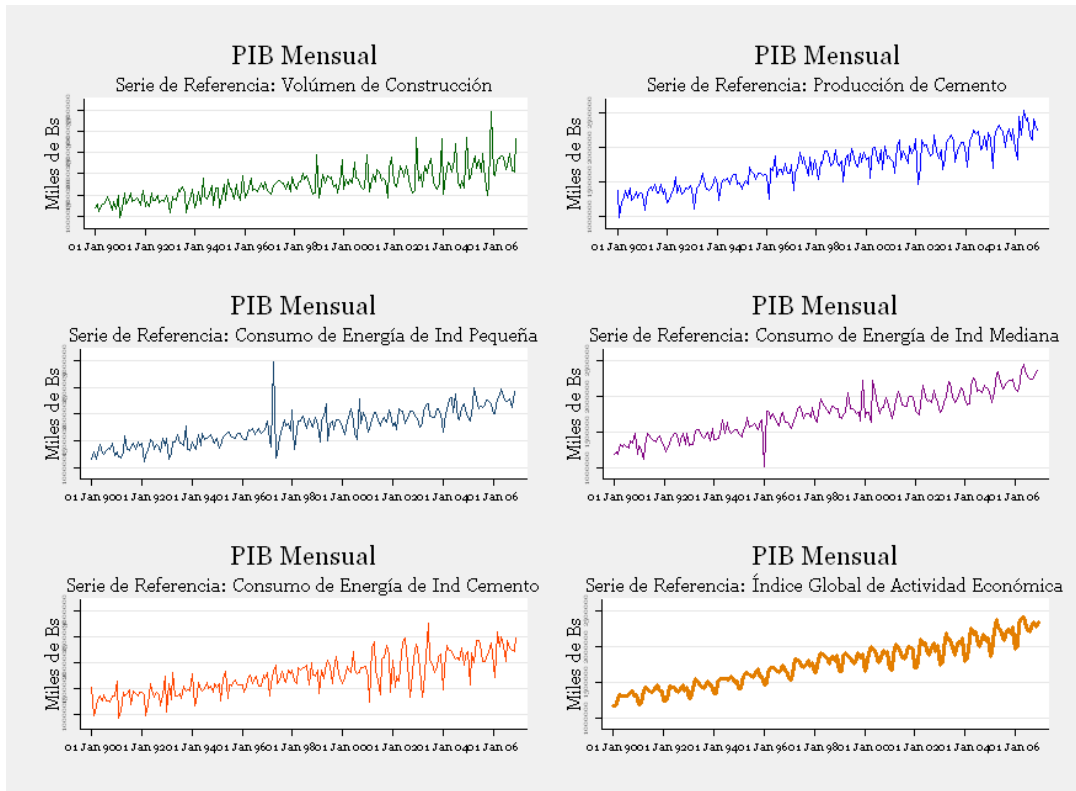 PIB Mensual
Serie de Referencia: Volúmen de Construcción
Miles de Bs
01 Jan 90 01 Jan 92 01 Jan 94 01 Jan 96 01 Jan 98 01 Jan 00 01 Jan 02 01 Jan 04 01 Jan 06
PIB Mensual
Serie de Referencia: Producción de Cemento
Miles de Bs
1000000 1500000 2000000 2500000
01 Jan 90 01 Jan 92 01 Jan 94 01 Jan 96 01 Jan 98 01 Jan 00 01 Jan 02 01 Jan 04 01 Jan 06
PIB Mensual
Serie de Referencia: Consumo de Energía de Ind Pequeña
Miles de Bs
01 Jan 90 01 Jan 92 01 Jan 94 01 Jan 96 01 Jan 98 01 Jan 00 01 Jan 02 01 Jan 04 01 Jan 06
PIB Mensual
Serie de Referencia: Consumo de Energía de Ind Mediana
Miles de Bs
1000000 1500000 2000000 2500000
01 Jan 90 01 Jan 92 01 Jan 94 01 Jan 96 01 Jan 98 01 Jan 00 01 Jan 02 01 Jan 04 01 Jan 06
PIB Mensual
Serie de Referencia: Consumo de Energía de Ind Cemento
Miles de Bs
01 Jan 90 01 Jan 92 01 Jan 94 01 Jan 96 01 Jan 98 01 Jan 00 01 Jan 02 01 Jan 04 01 Jan 06
PIB Mensual
Serie de Referencia: Índice Global de Actividad Económica
Miles de Bs
1000000 1500000 2000000 2500000
01 Jan 90 01 Jan 92 01 Jan 94 01 Jan 96 01 Jan 98 01 Jan 00 01 Jan 02 01 Jan 04 01 Jan 06